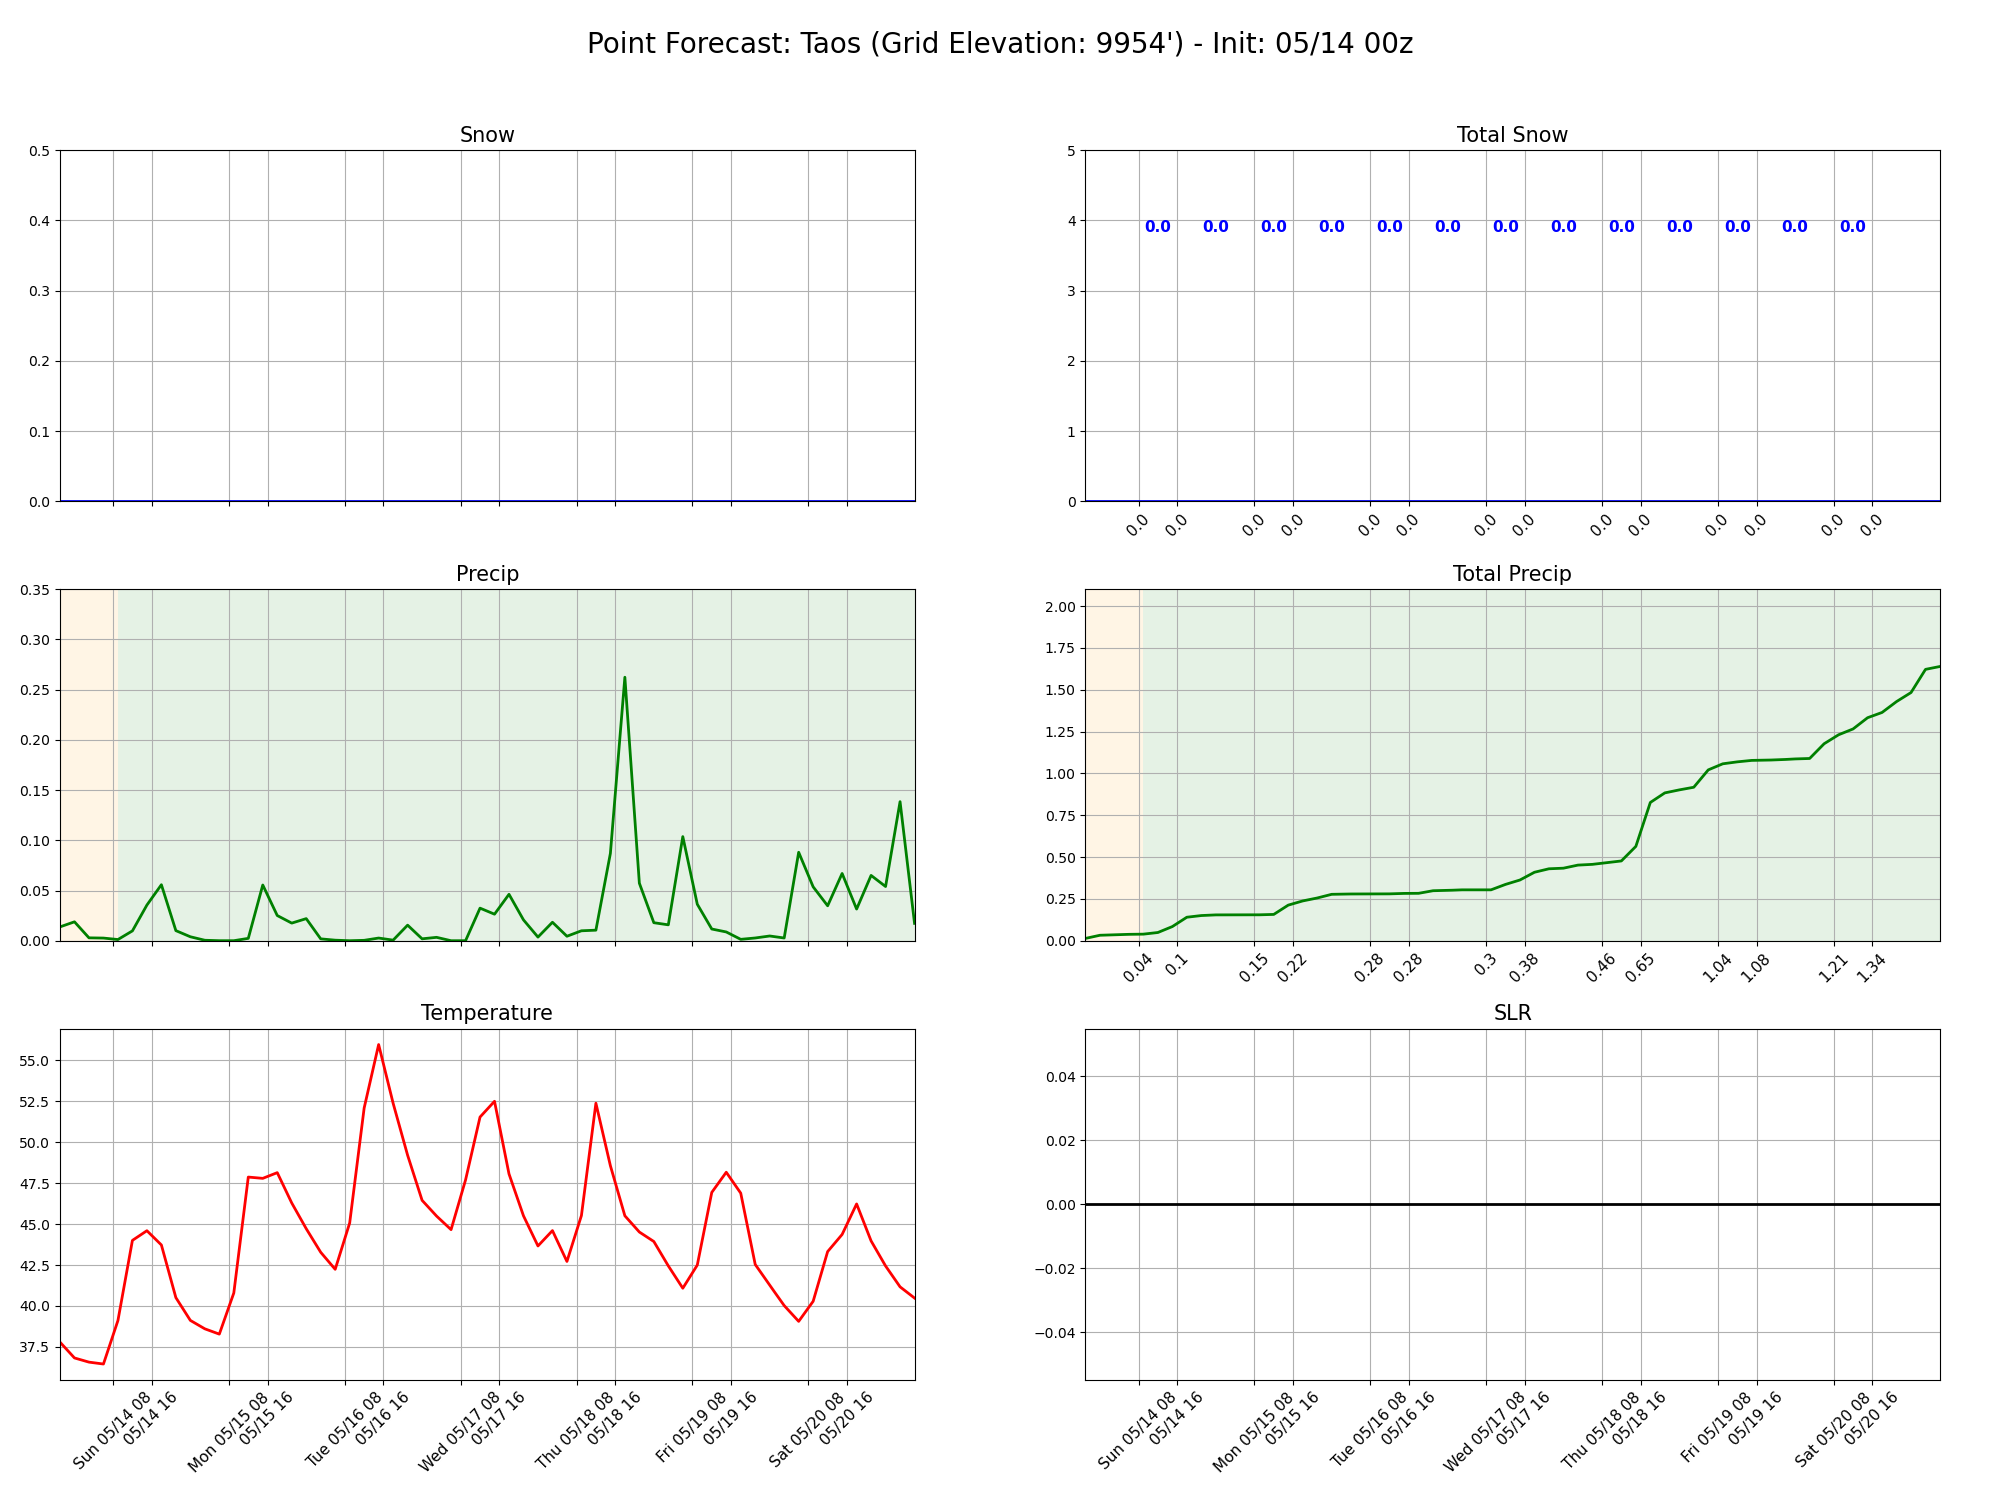 Point Forecast: Taos (Grid Elevation: 9954') - Init: 05/14 00z
Snow
0.5
0.4
0.3
0.2
0.1
0.0
Total Snow
5
4
3
2
1
0
0.0 0.0 0.0 0.0 0.0 0.0 0.0 0.0 0.0 0.0 0.0 0.0 0.0
0.0 0.0 0.0 0.0 0.0 0.0 0.0 0.0 0.0 0.0 0.0 0.0 0.0 0.0
Precip
0.35
0.30
0.25
0.20
0.15
0.10
0.05
0.00
Total Precip
2.00
1.75
1.50
1.25
1.00
0.75
0.50
0.25
0.00
0.04 0.1 0.15 0.22 0.28 0.28 0.3 0.38 0.46 0.65 1.04 1.08 1.21 1.34
Temperature
55.0
52.5
50.0
47.5
45.0
42.5
40.0
37.5
Sun 05/14 08
05/14 16
Mon 05/15 08
05/15 16
Tue 05/16 08
05/16 16
Wed 05/17 08
05/17 16
Thu 05/18 08
05/18 16
Fri 05/19 08
05/19 16
Sat 05/20 08
05/20 16
SLR
0.04
0.02
0.00
−0.02
−0.04
Sun 05/14 08
05/14 16
Mon 05/15 08
05/15 16
Tue 05/16 08
05/16 16
Wed 05/17 08
05/17 16
Thu 05/18 08
05/18 16
Fri 05/19 08
05/19 16
Sat 05/20 08
05/20 16